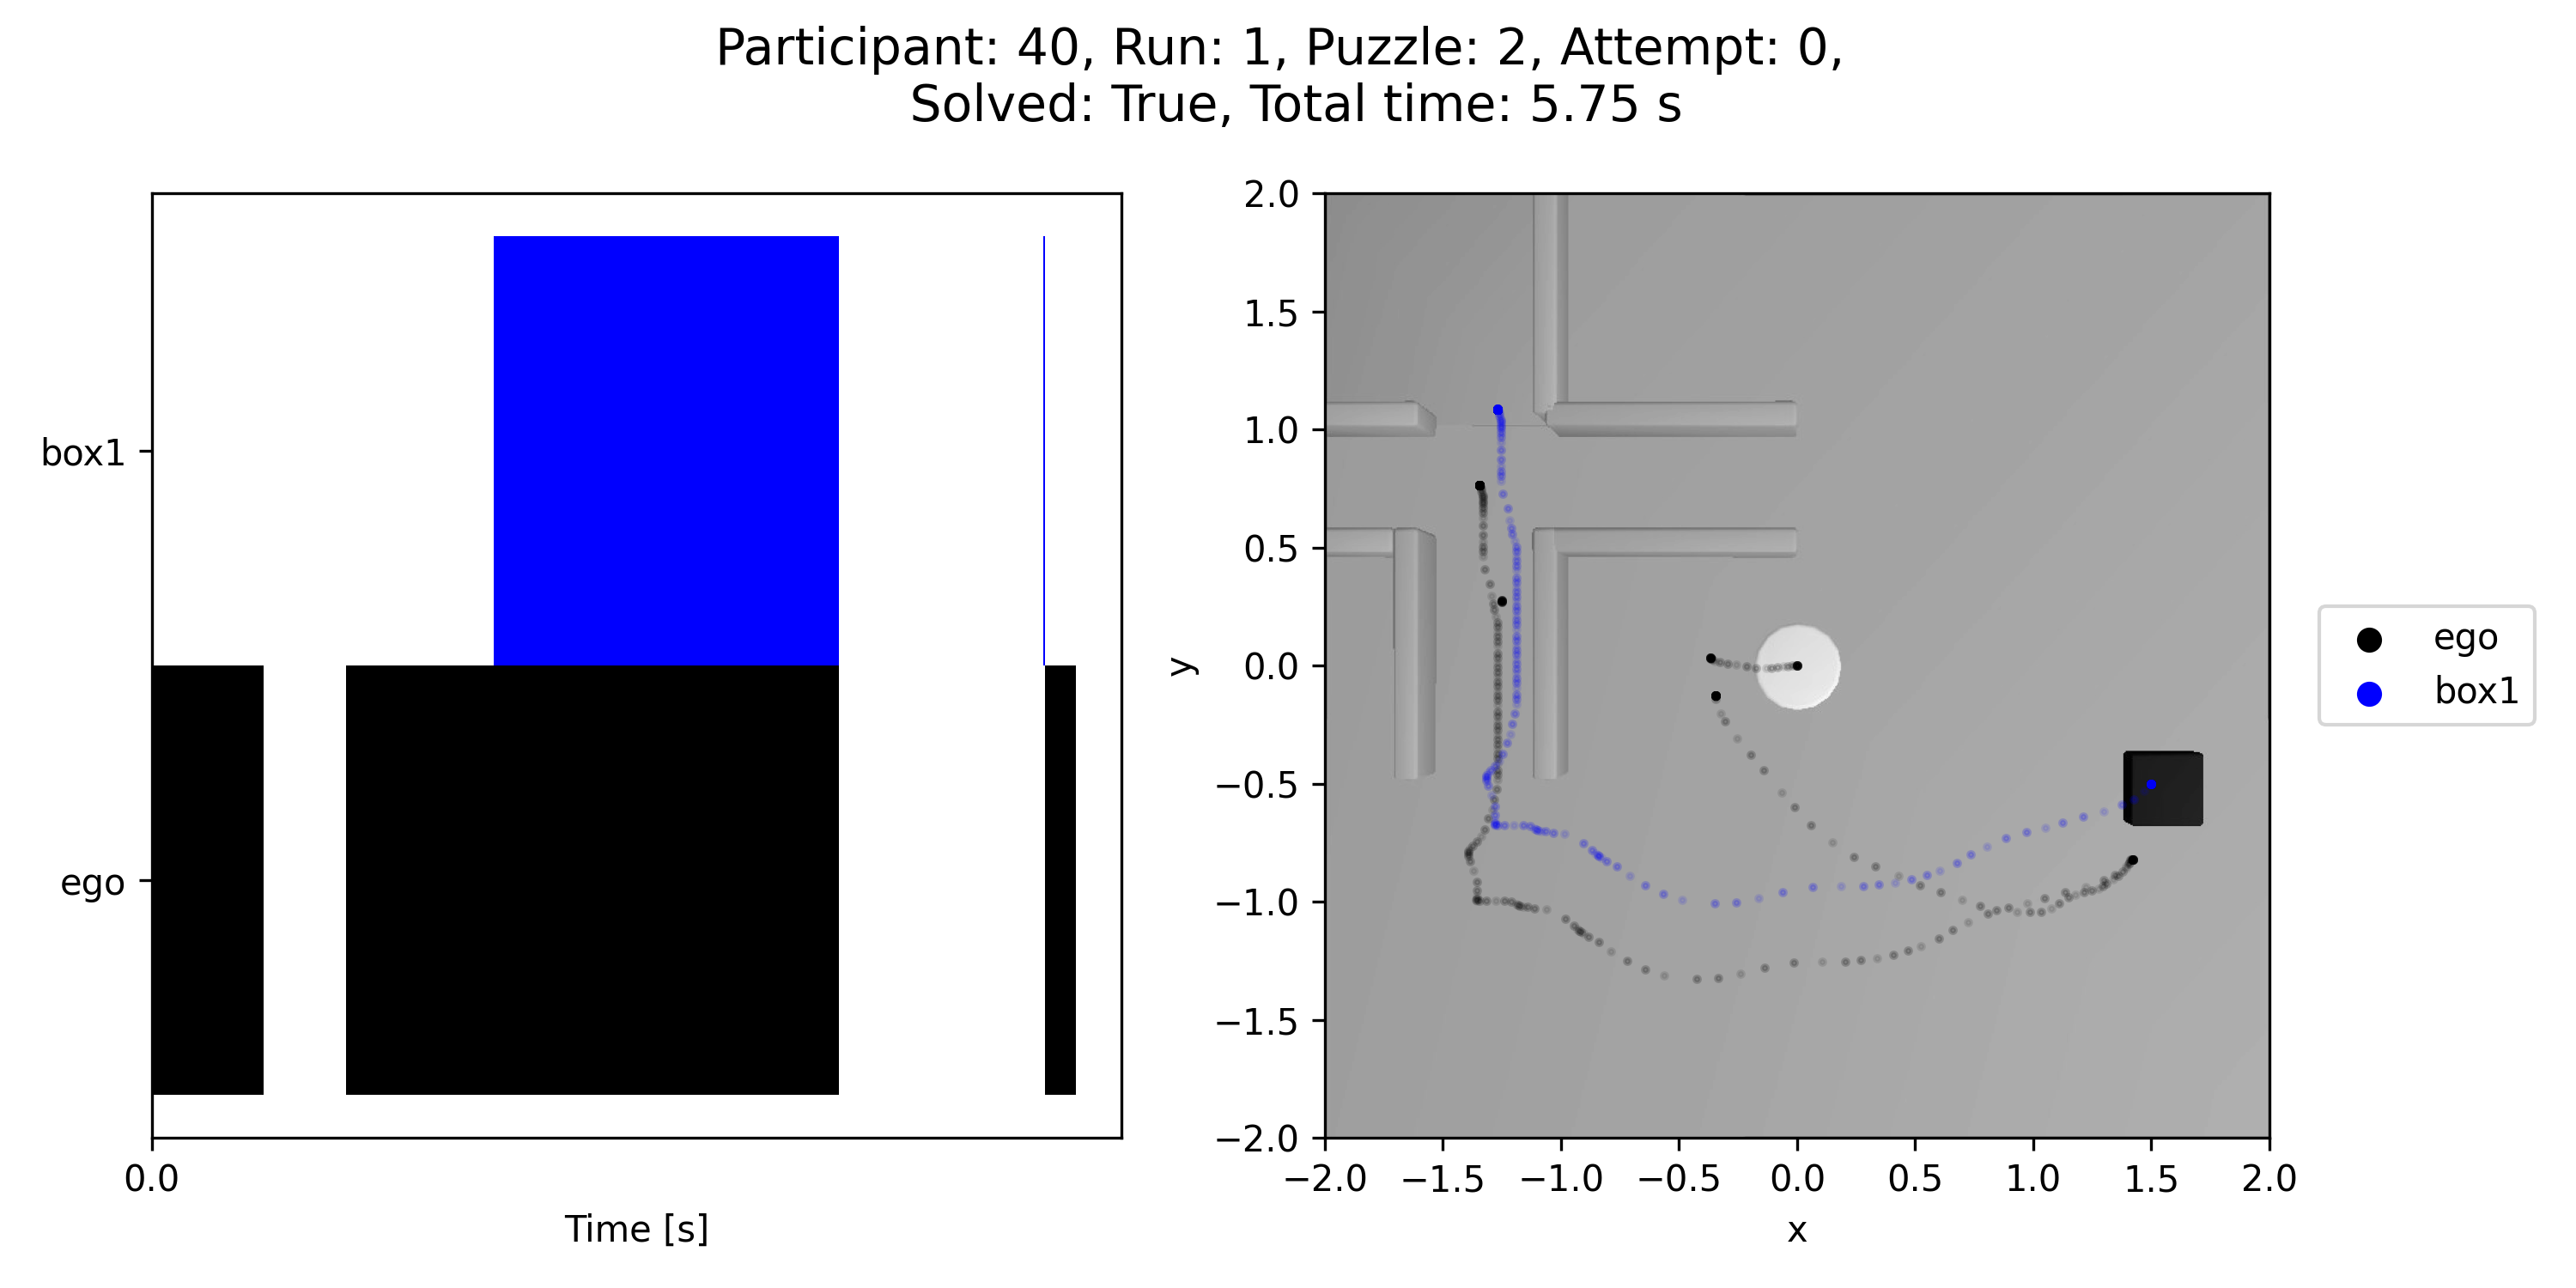 Participant: 40, Run: 1, Puzzle: 2, Attempt: 0,
Solved: True, Total time: 5.75 s
box1
ego
0.0
Time [s]
2.0
1.5
1.0
0.5
0.0
−0.5
−1.0
−1.5
−2.0
y
−2.0 −1.5 −1.0 −0.5 0.0 0.5 1.0 1.5 2.0
x
ego
box1